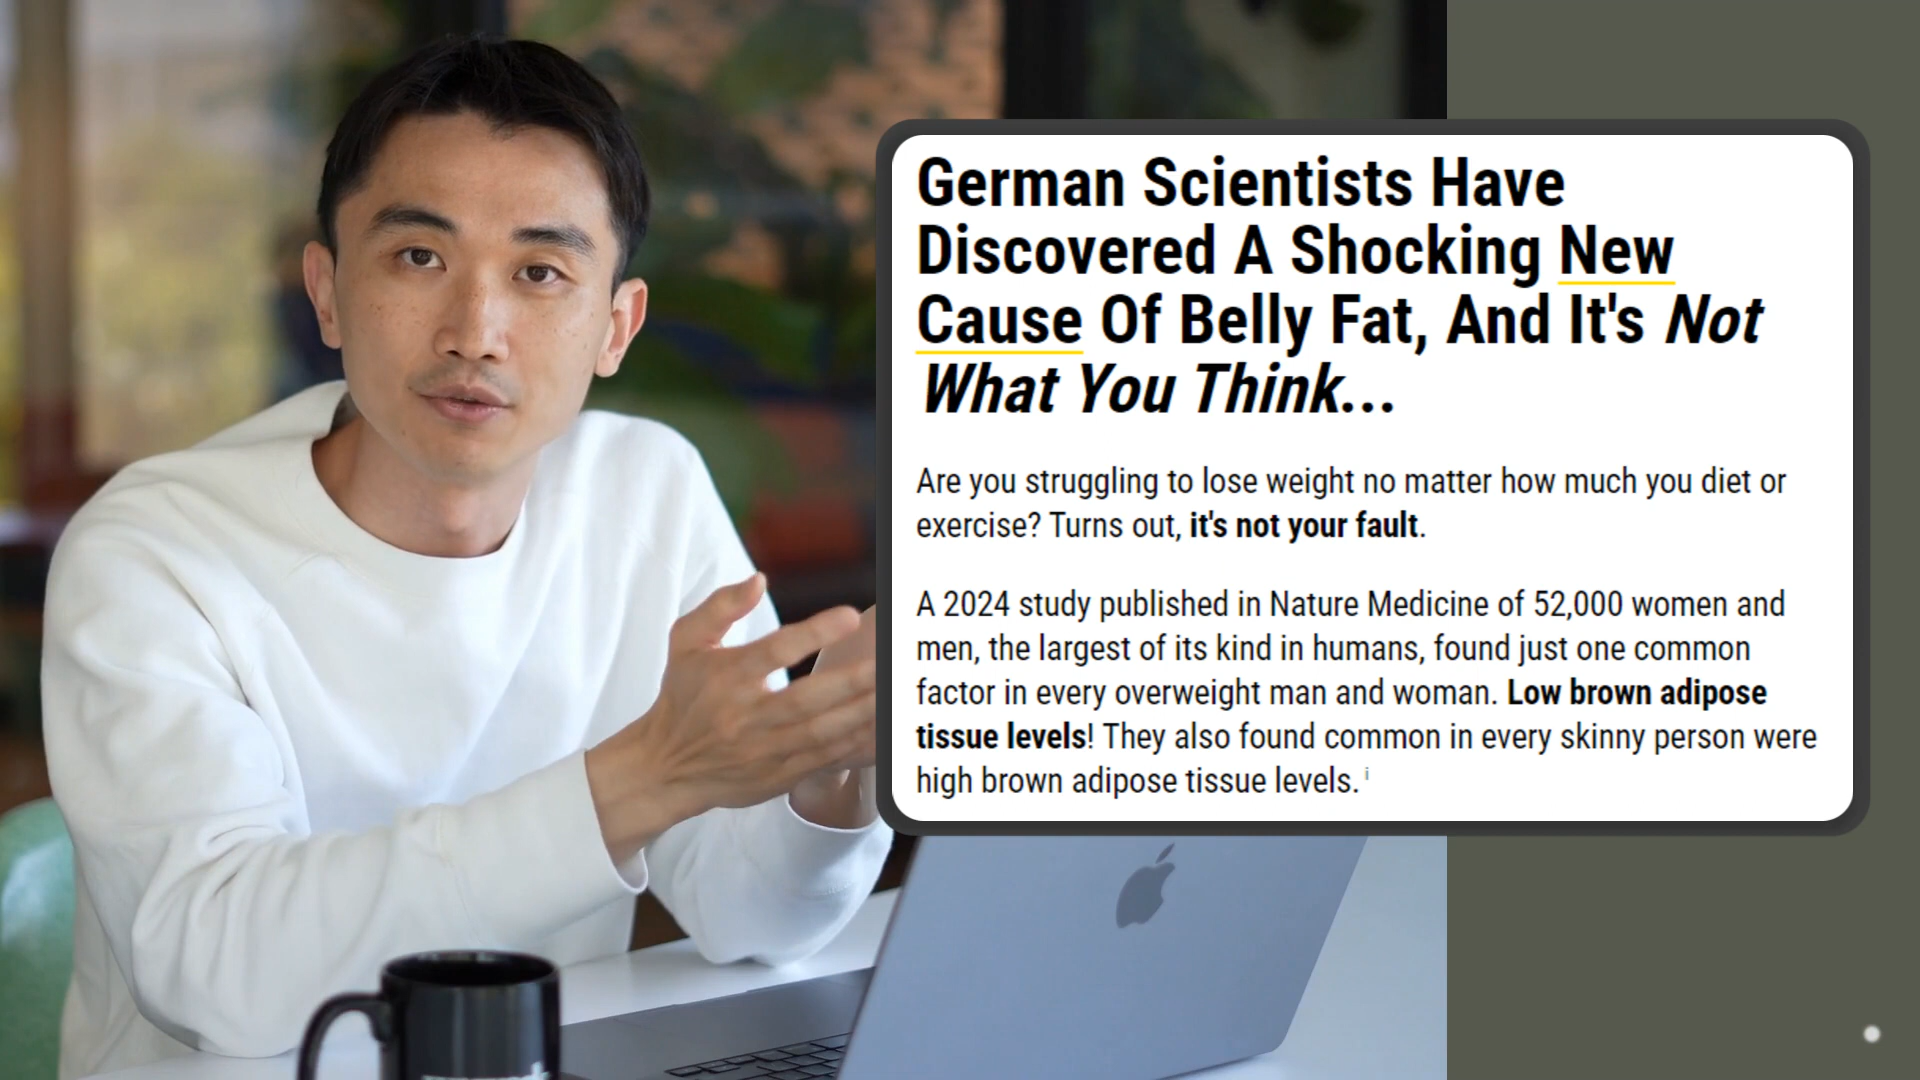 German Scientists Have
Discovered A Shocking New
Cause Of Belly Fat, And It's Not
What You Think...
Are you struggling to lose weight no matter how much you diet or
exercise? Turns out, it's not your fault.
A 2024 study published in Nature Medicine of 52,000 women and
men, the largest of its kind in humans, found just one common
factor in every overweight man and woman. Low brown adipose
tissue levels! They also found common in every skinny person were
high brown adipose tissue levels. i